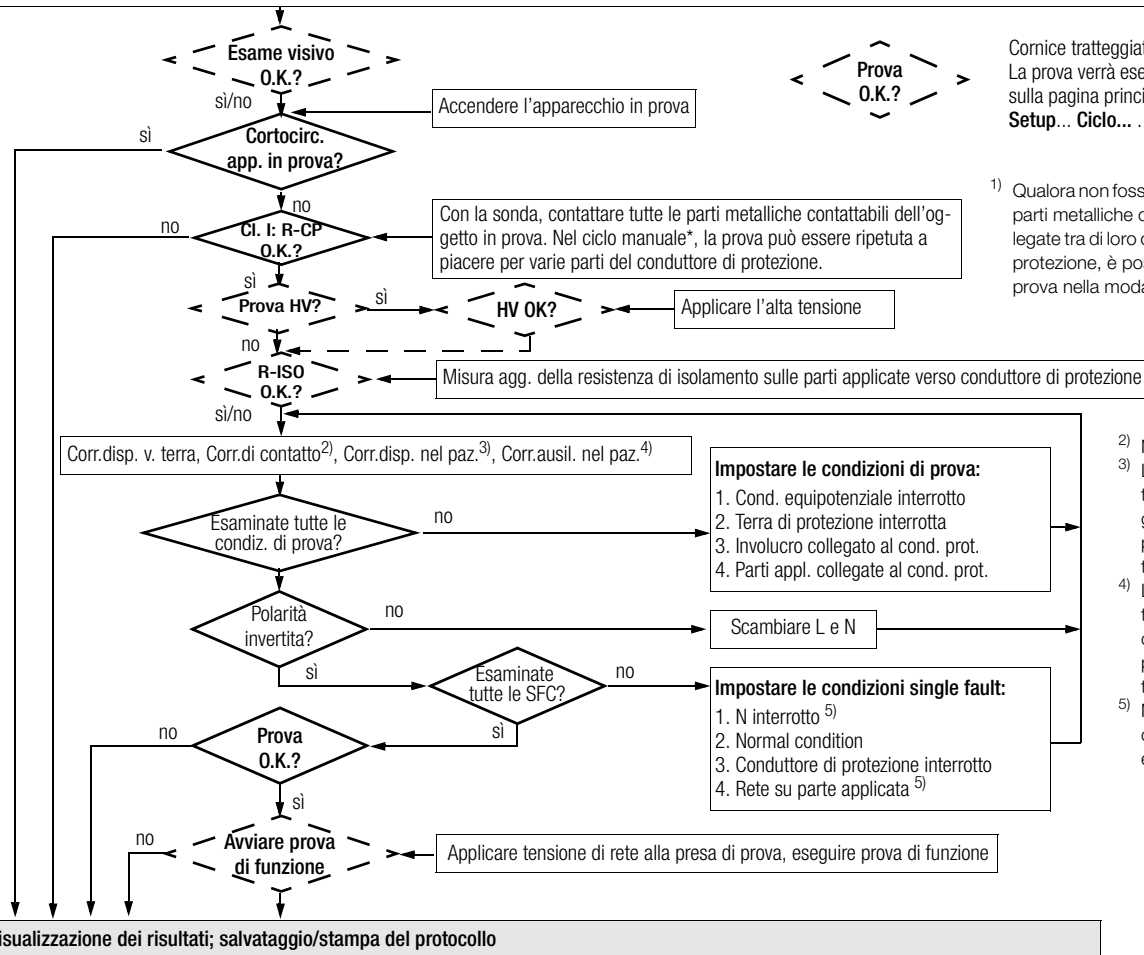 Esame visivo
O.K.?
sì/no
Accendere l'apparecchio in prova
Prova
O.K.?
Cornice
La prova verrà
sulla pagina
Setup... Ciclo... .
sì
Cortocirc.
app. in prova?
no
1) Qualora non
parti metalliche
legate tra di loro
protezione, è
prova nella
no
Cl. I: R-CP
O.K.?
Con la sonda, contattare tutte le parti metalliche contattabili dell'og-
getto in prova. Nel ciclo manuale*, la prova può essere ripetuta a
piacere per varie parti del conduttore di protezione.
sì
Prova HV?
sì
HV OK?
Applicare l'alta tensione
no
R-ISO
O.K.?
Misura agg. della resistenza di isolamento sulle parti applicate verso conduttore di protezione
sì/no
Corr.disp. v. terra, Corr.di contatto2), Corr.disp. nel paz.3), Corr.ausil. nel paz.4)
2)
3)
4)
5)
Esaminate tutte le
condiz. di prova?
no
Impostare le condizioni di prova:
1. Cond. equipotenziale interrotto
2. Terra di protezione interrotta
3. Involucro collegato al cond. prot.
4. Parti appl. collegate al cond. prot.
Polarità
invertita?
no
Scambiare L e N
sì
Esaminate
tutte le SFC?
no
Impostare le condizioni single fault:
1. N interrotto 5)
2. Normal condition
3. Conduttore di protezione interrotto
4. Rete su parte applicata 5)
sì
no
Prova
O.K.?
sì
no
Avviare prova
di funzione
Applicare tensione di rete alla presa di prova, eseguire prova di funzione
isualizzazione dei risultati; salvataggio/stampa del protocollo